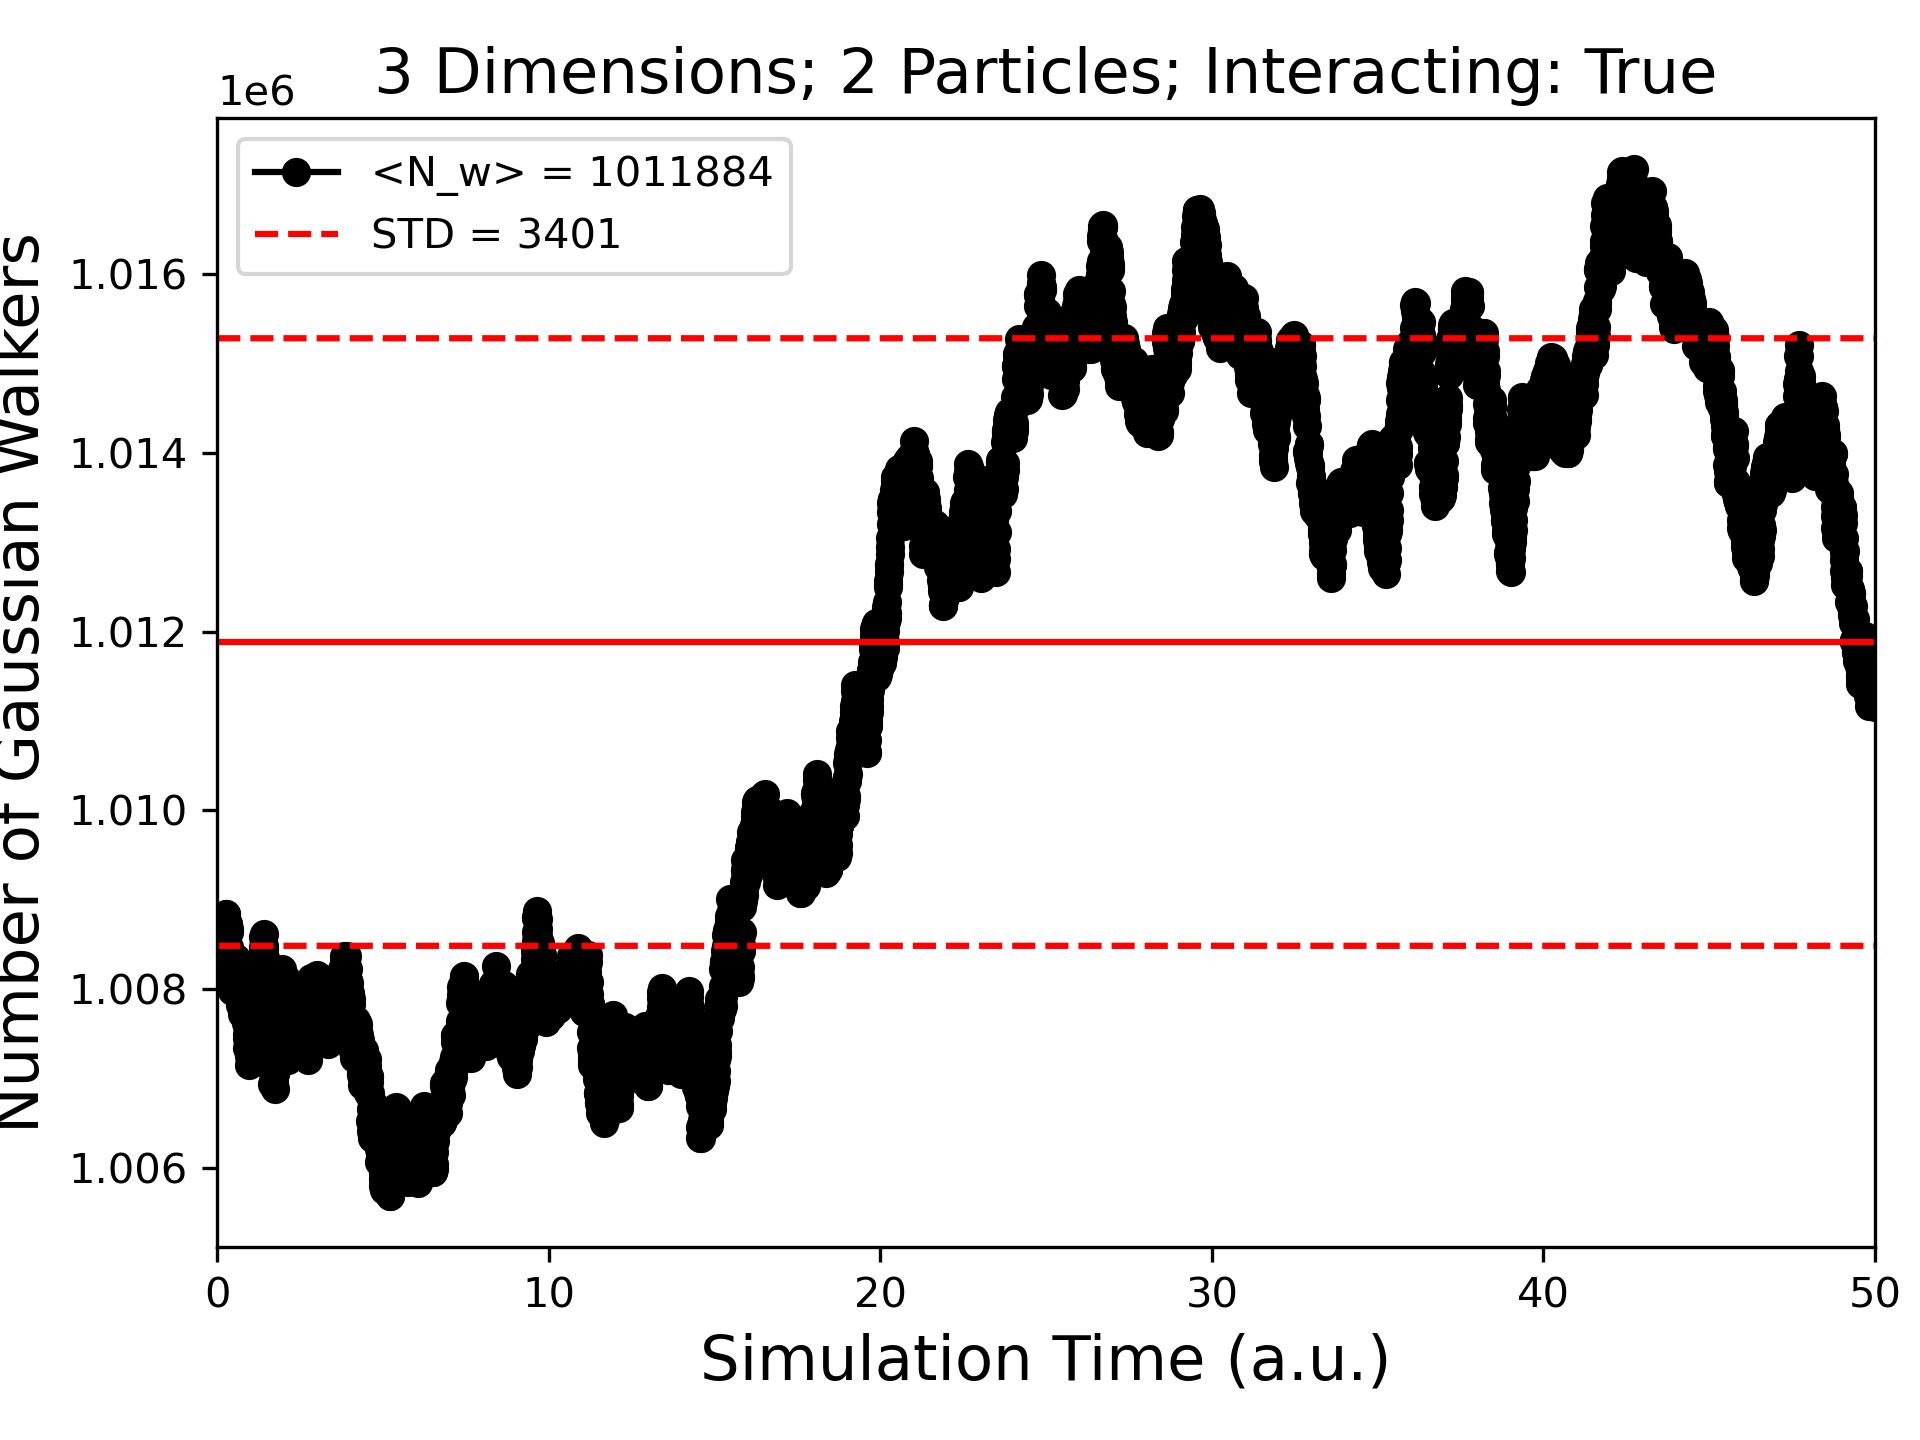 3 Dimensions; 2 Particles; Interacting: True
1e6
<N_w> = 1011884
STD = 3401
Number of Gaussian Walkers
1.016
1.014
1.012
1.010
1.008
1.006
0 10 20 30 40 50
Simulation Time (a.u.)